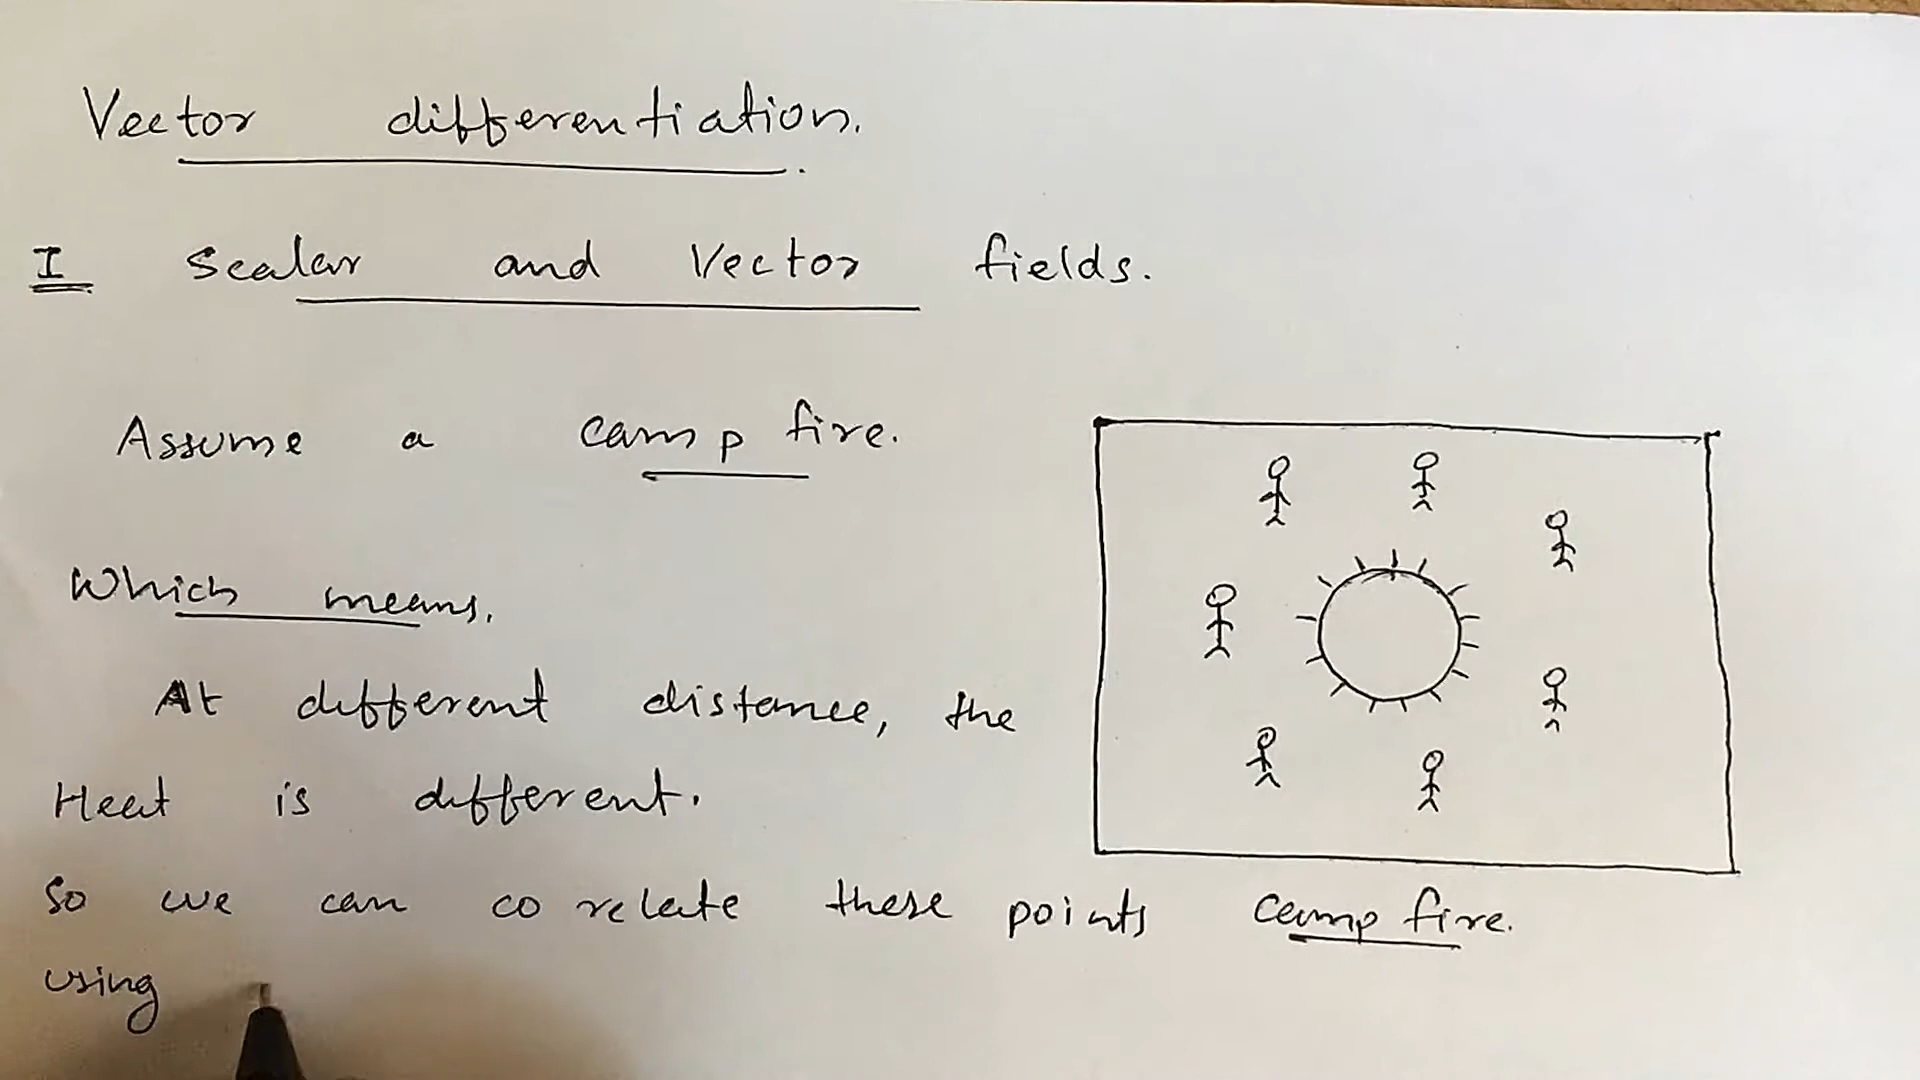 Vector differentiation.
I Scalar and Vector fields.
Assume a camp fire.
Which means,
At different distance, the
Heat is different.
So we can co relate these points
using
camp fire.